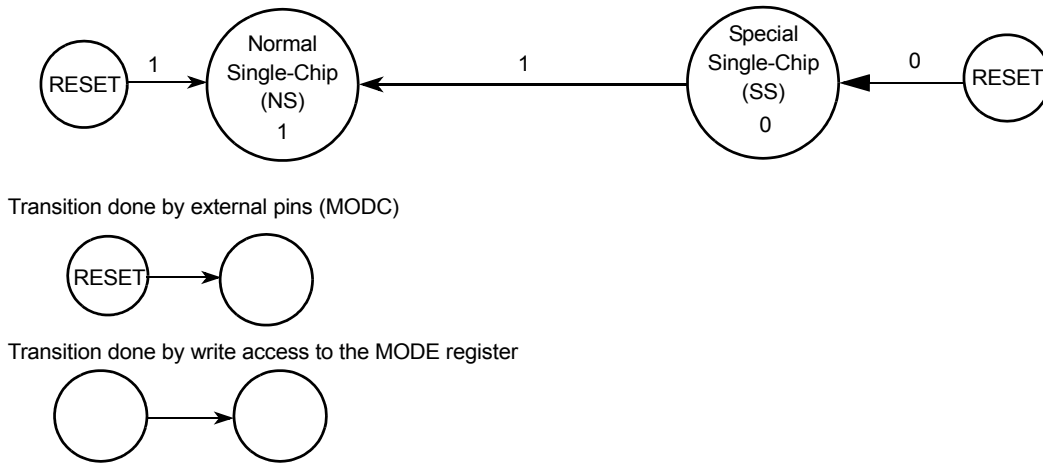 RESET
1
Normal
Single-Chip
(NS)
1
1
Special
Single-Chip
(SS)
0
0
RESET
Transition done by external pins (MODC)
RESET
Transition done by write access to the MODE register